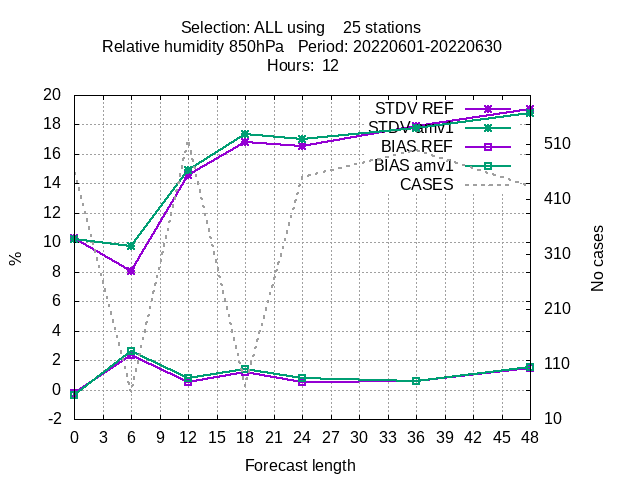 Selection: ALL using 25 stations
Relative humidity 850hPa Period: 20220601-20220630
Hours: 12
STDV REF
STDV amv1
BIAS REF
BIAS amv1
CASES
20
18
16
14
12
10
8
6
4
2
0
-2
%
510
410
310
210
110
10
No cases
0 3 6 9 12 15 18 21 24 27 30 33 36 39 42 45 48
Forecast length